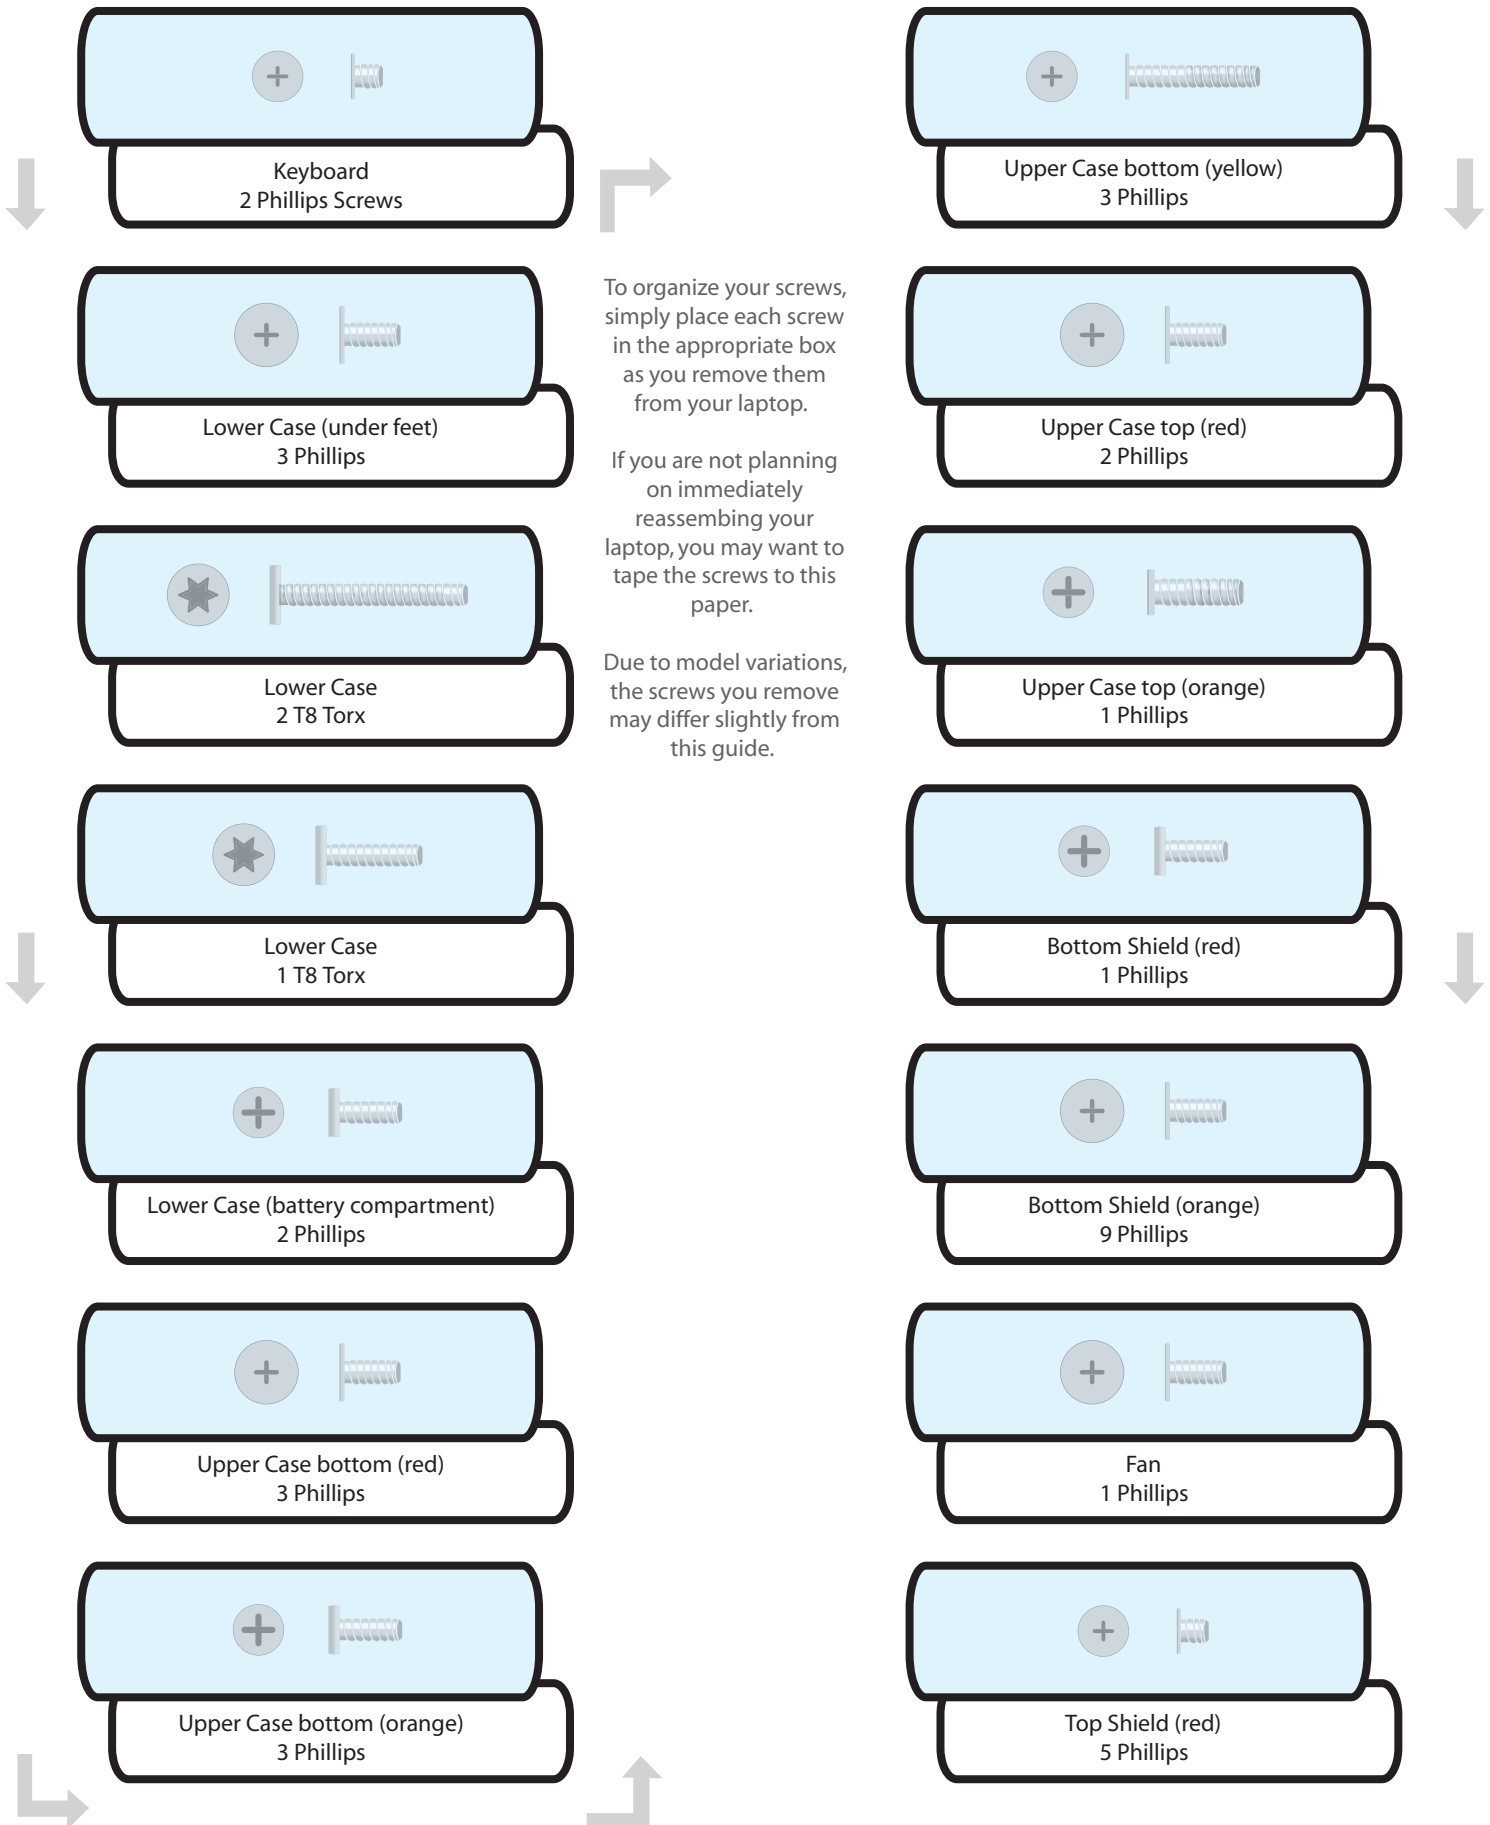 Keyboard
2 Phillips Screws
Lower Case (under feet)
3 Phillips
Lower Case
2 T8 Torx
Lower Case
1 T8 Torx
Lower Case (battery compartment)
2 Phillips
Upper Case bottom (red)
3 Phillips
Upper Case bottom (orange)
3 Phillips
To organize your screws,
simply place each screw
in the appropriate box
as you remove them
from your laptop.
If you are not planning
on immediately
reassembing your
laptop, you may want to
tape the screws to this
paper.
Due to model variations,
the screws you remove
may differ slightly from
this guide.
Upper Case bottom (yellow)
3 Phillips
Upper Case top (red)
2 Phillips
Upper Case top (orange)
1 Phillips
Bottom Shield (red)
1 Phillips
Bottom Shield (orange)
9 Phillips
Fan
1 Phillips
Top Shield (red)
5 Phillips